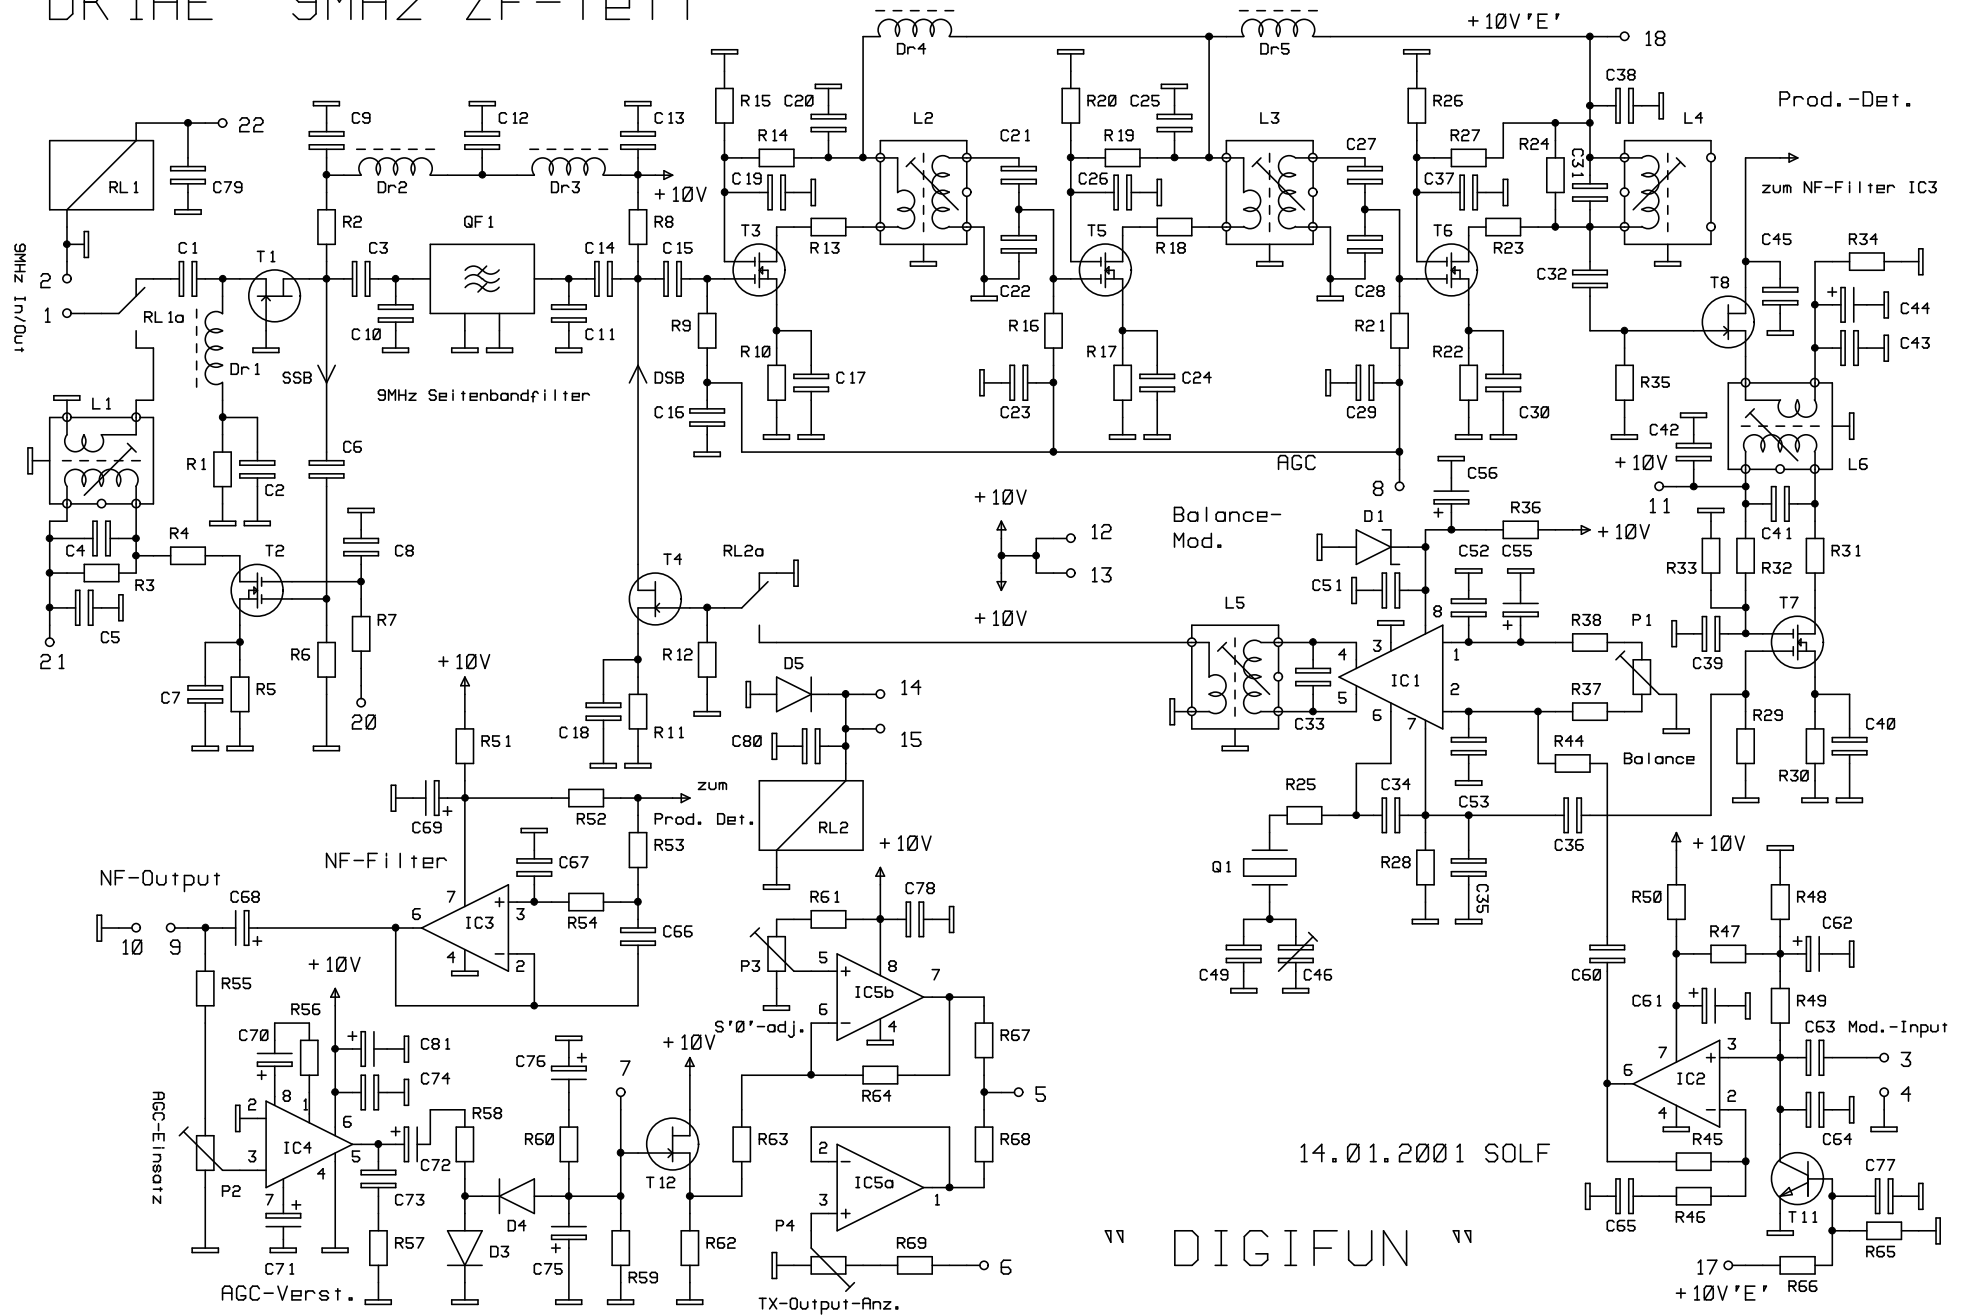 DK1HE 9MHz ZF-Teil
+10V'E'
18
Dr4
Dr5
C38
R15
C20
R20
C25
R26
Prod.-Det.
22
C9
C12
C13
R14
L2
C21
R19
L3
C27
R27
R24
C31
L4
RL1
C79
Dr2
Dr3
+10V
C19
C26
C37
zum NF-Filter IC3
R2
QF1
R8
T3
R13
T5
R18
T6
R23
9MHz In/Out
2
1
C1
T1
C3
C14
C15
C45
R34
RL1a
C10
C11
R9
C22
R16
C28
R21
C32
T8
C44
C43
Dr1
SSB
9MHz Seitenbandfilter
DSB
R10
C17
C16
R17
C24
C23
R22
C30
C29
R35
L1
R1
C2
C6
AGC
8
C56
C42
+10V
11
L6
C4
R4
R3
C5
21
T2
C8
R7
20
C7
R5
R6
T4
RL2a
+10V
12
13
+10V
Balance-
Mod.
D1
R36
+10V
C52
C55
C51
C41
R33
R32
R31
T7
C39
R12
C18
R11
D5
14
15
C80
RL2
L5
C33
4
5
3
8
6
7
IC1
1
2
R38
P1
R37
R44
Balance
R29
R30
C40
+10V
R51
C69
R52
zum
Prod. Det.
R53
NF-Filter
C67
R54
C66
7
6
IC3
3
4
2
R25
C34
C53
C36
R28
C35
Q1
C49
C46
NF-Output
C68
10
9
R55
+10V
C78
R61
P3
S'0'-adj.
5
6
8
IC5b
4
7
R64
R67
5
R68
+10V
R50
R48
R47
C62
C60
C61
R49
C63
Mod.-Input
3
4
7
6
IC2
3
2
4
R45
C64
C65
R46
T11
C77
R65
17
R66
+10V'E'
+10V
R56
C70
C81
C74
AGC-Einsatz
2
8
1
6
IC4
3
7
4
5
P2
C71
AGC-Verst.
C72
C73
R57
R58
D4
D3
C76
R60
C75
7
R59
T12
+10V
R62
R63
2
3
IC5a
1
P4
R69
6
TX-Output-Anz.
14.01.2001 SOLF
" DIGIFUN "